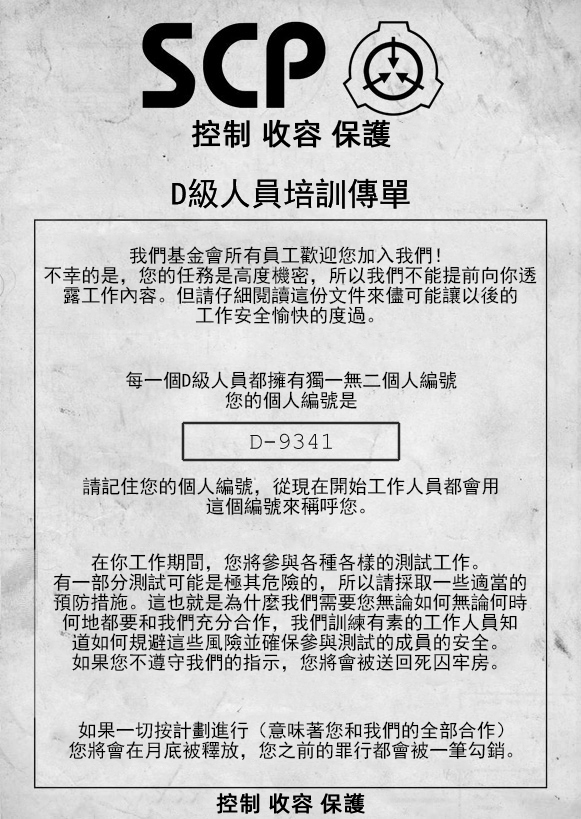 SCP
控制 收容 保護
D級人員培訓傳單
我們基金會所有員工歡迎您加入我們!
不幸的是，您的任務是高度機密，所以我們不能提前向你透
露工作內容。但請仔細閱讀這份文件來儘可能讓以後的
工作安全愉快的度過。
每一個D級人員都擁有獨一無二個人編號
您的個人編號是
D-9341
請記住您的個人編號，從現在開始工作人員都會用
這個編號來稱呼您。
在你工作期間，您將參與各種各樣的測試工作。
有一部分測試可能是極其危險的，所以請採取一些適當的
預防措施。這也就是為什麼我們需要您無論如何無論何時
何地都要和我們充分合作，我們訓練有素的工作人員知
道如何規避這些風險並確保參與測試的成員的安全。
如果您不遵守我們的指示，您將會被送回死囚牢房。
如果一切按計劃進行（意味著您和我們的全部合作）
您將會在月底被釋放，您之前的罪行都會被一筆勾銷。
控制 收容 保護